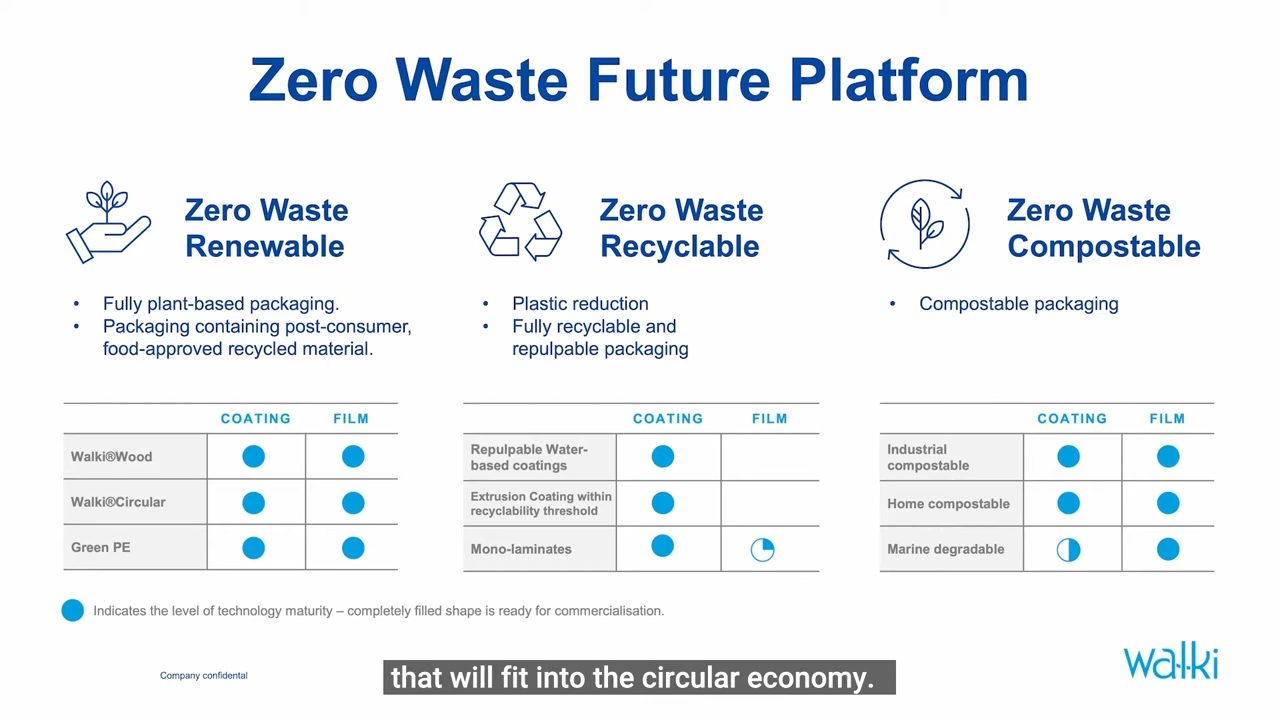 Zero Waste Future Platform
Zero Waste
Renewable
• Fully plant-based packaging.
• Packaging containing post-consumer,
food-approved recycled material.
COATING FILM
Walki®Wood
Walki®Circular
Green PE
Zero Waste
Recyclable
• Plastic reduction
• Fully recyclable and
repulpable packaging
COATING FILM
Repulpable Water-
based coatings
Extrusion Coating within
recyclability threshold
Mono-laminates
Zero Waste
Compostable
• Compostable packaging
COATING FILM
Industrial
compostable
Home compostable
Marine degradable
Indicates the level of technology maturity – completely filled shape is ready for commercialisation.
Company confidential
that will fit into the circular economy.
walki